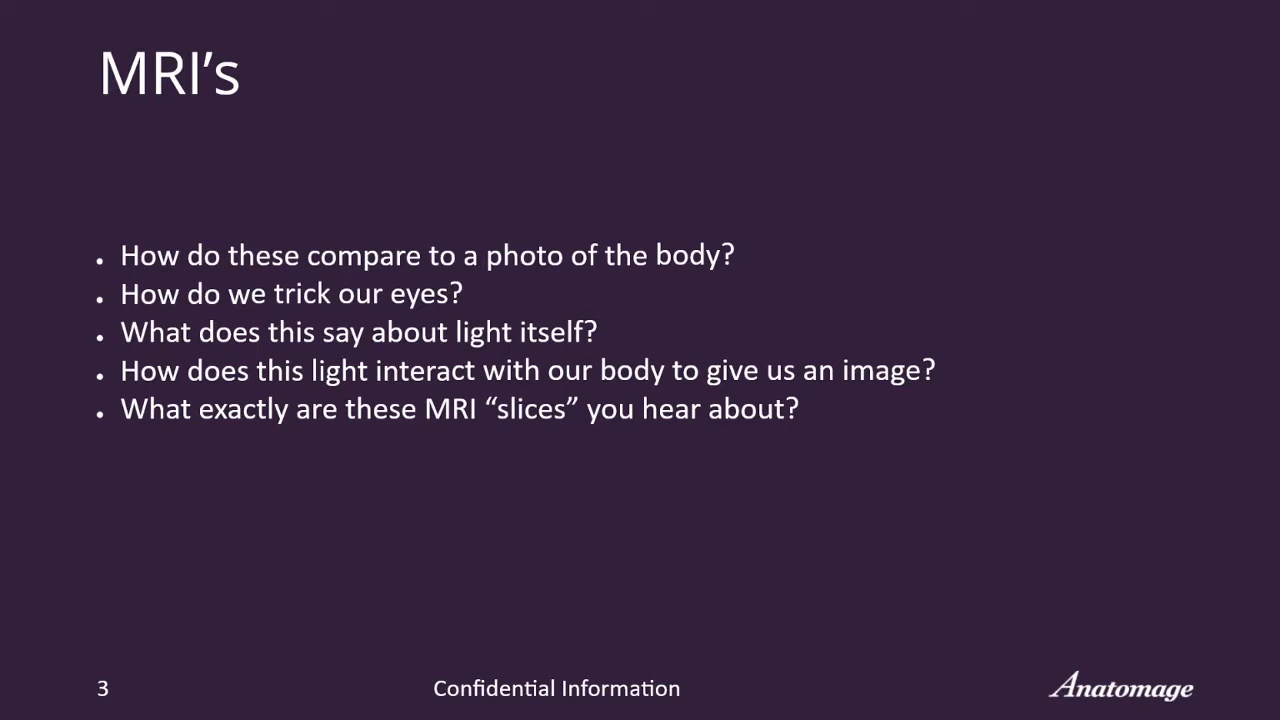 MRI’s
• How do these compare to a photo of the body?
• How do we trick our eyes?
• What does this say about light itself?
• How does this light interact with our body to give us an image?
• What exactly are these MRI “slices” you hear about?
3
Confidential Information
Anatomage